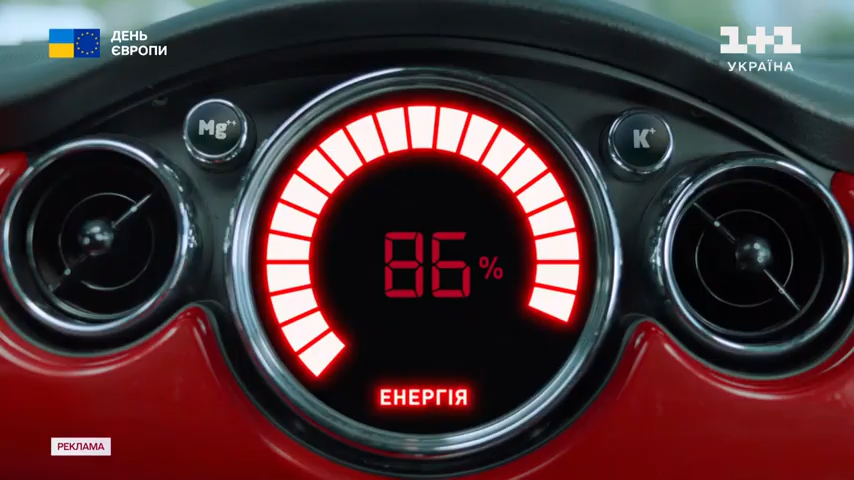 ДЕНЬ
ЄВРОПИ
1+1
УКРАЇНА
Mg++
K+
86%
ЕНЕРГІЯ
РЕКЛАМА